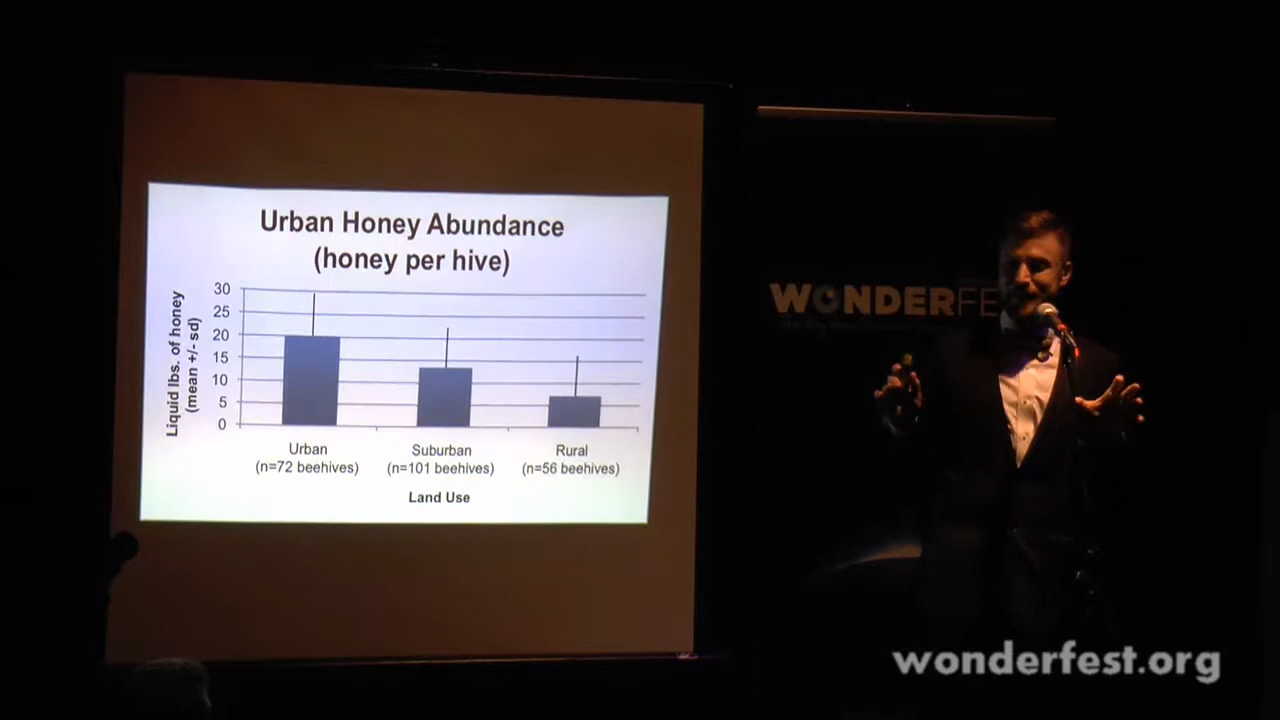 Urban Honey Abundance
(honey per hive)
Liquid lbs. of honey
(mean +/- sd)
30
25
20
15
10
5
0
Urban
(n=72 beehives)
Suburban
(n=101 beehives)
Rural
(n=56 beehives)
Land Use
WONDERFE
wonderfest.org